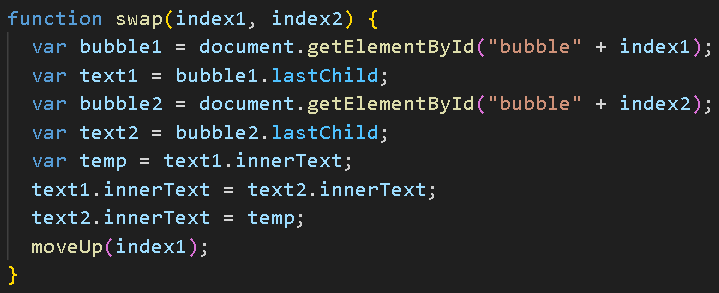 function swap(index1, index2) {
  var bubble1 = document.getElementById("bubble" + index1);
  var text1 = bubble1.lastChild;
  var bubble2 = document.getElementById("bubble" + index2);
  var text2 = bubble2.lastChild;
  var temp = text1.innerText;
  text1.innerText = text2.innerText;
  text2.innerText = temp;
  moveUp(index1);
}